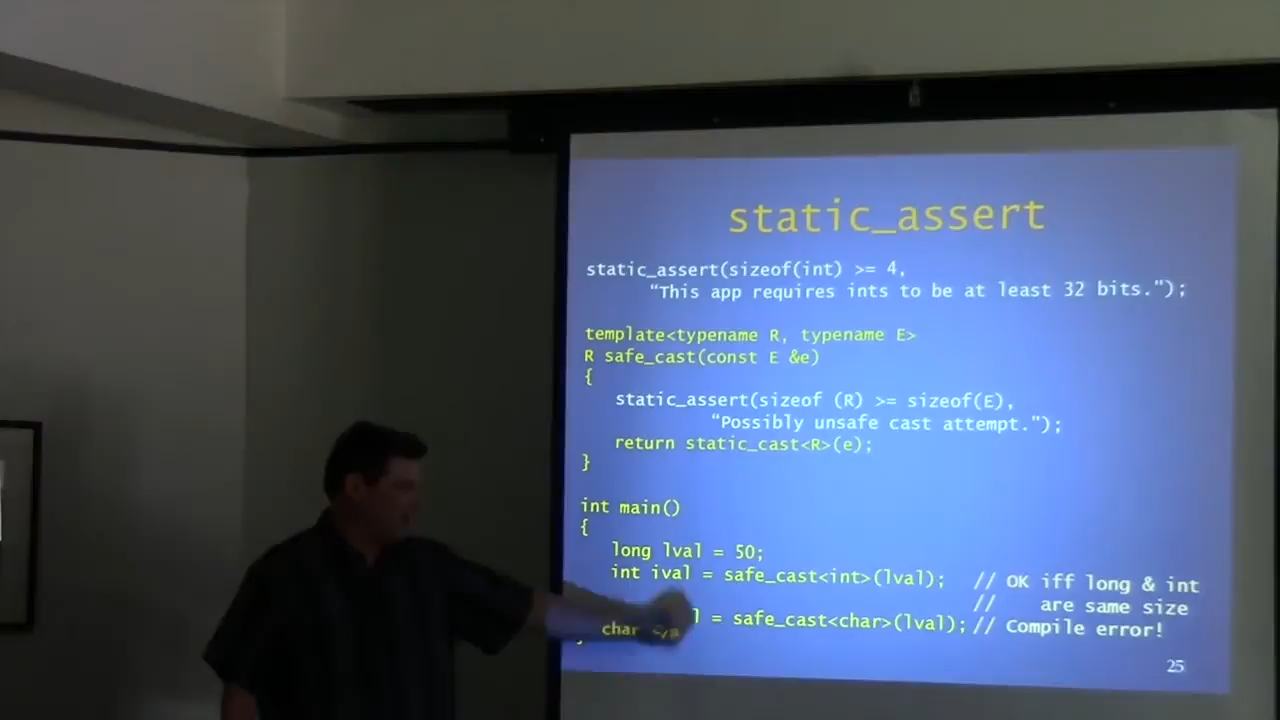 static_assert
static_assert(sizeof(int) >= 4,
“This app requires ints to be at least 32 bits.”);
template<typename R, typename E>
R safe_cast(const E &e)
{
static_assert(sizeof (R) >= sizeof(E),
“Possibly unsafe cast attempt.”);
return static_cast<R>(e);
}
int main()
{
long lval = 50;
int ival = safe_cast<int>(lval); // OK iff long & int
// are same size
char = safe_cast<char>(lval); // Compile error!
25